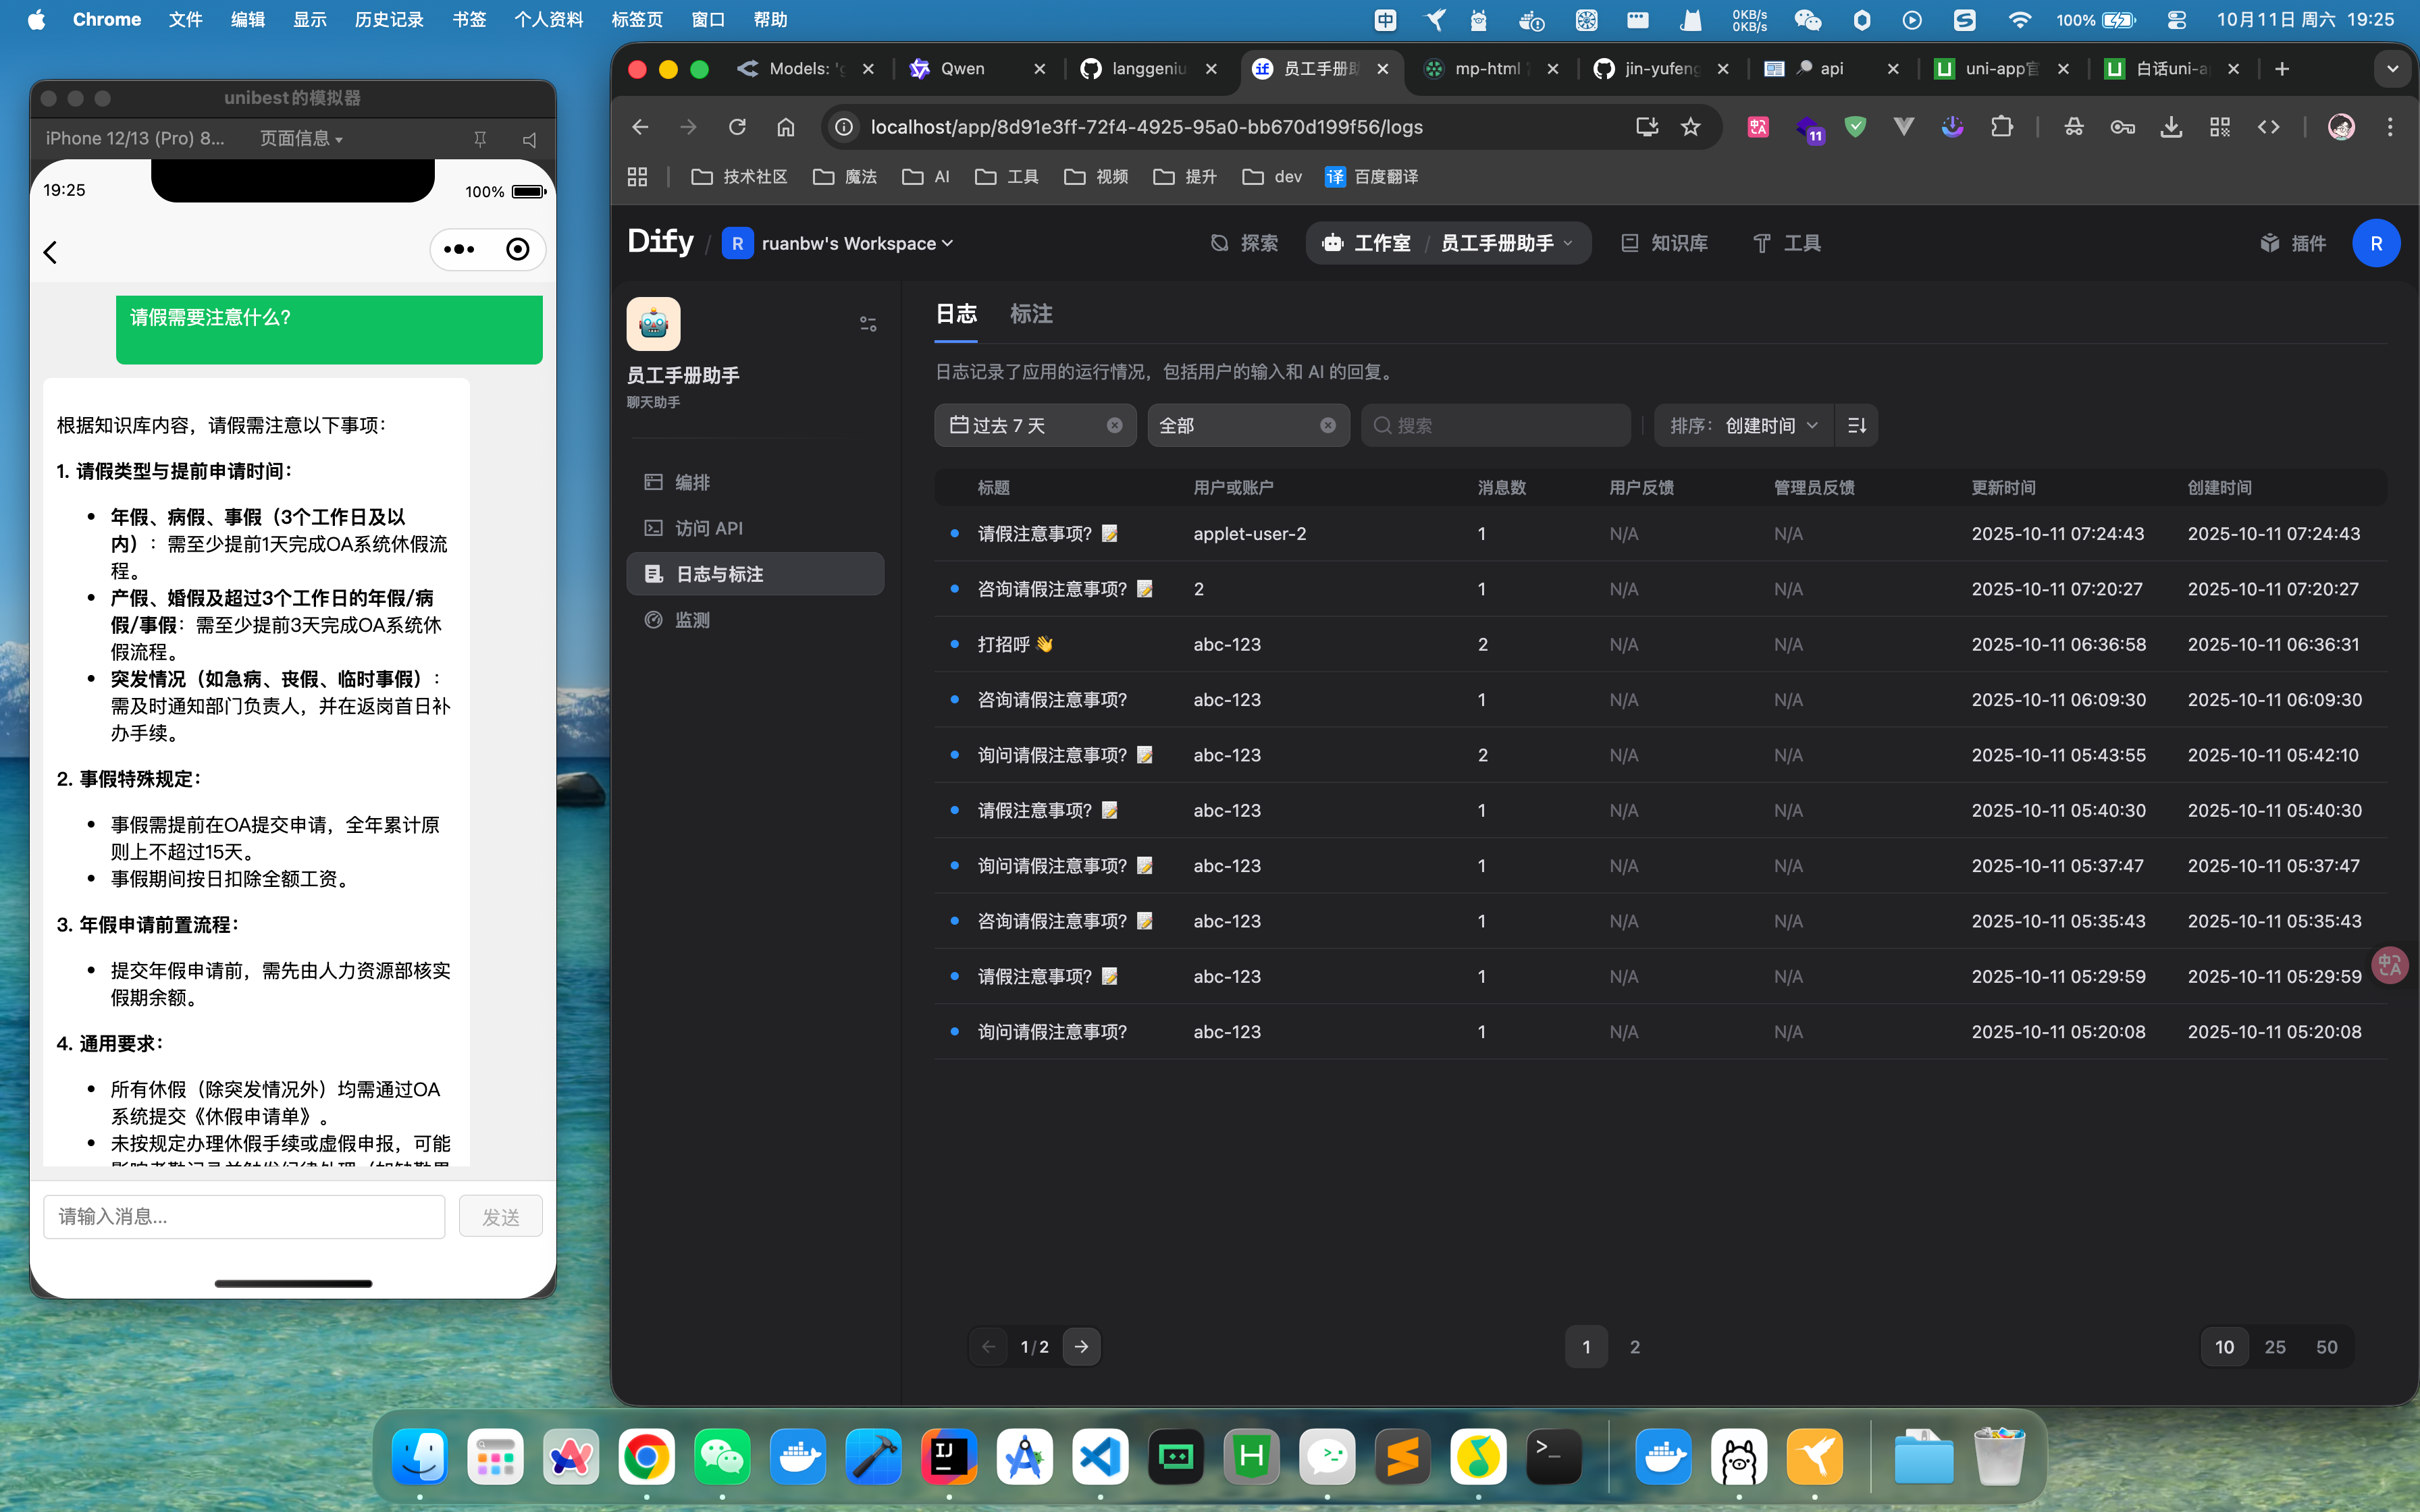 Chrome 文件 编辑 显示 历史记录 书签 个人资料 标签页 窗口 帮助
中 0KB/s 0KB/s 100% 10月11日 周六 19:25
unibest的模拟器
iPhone 12/13 (Pro) 8... 页面信息
19:25 100%
请假需要注意什么?
根据知识库内容，请假需注意以下事项：
1. 请假类型与提前申请时间：
年假、病假、事假（3个工作日及以
内）：需至少提前1天完成OA系统休假流
程。
产假、婚假及超过3个工作日的年假/病
假/事假：需至少提前3天完成OA系统休
假流程。
突发情况（如急病、丧假、临时事假）：
需及时通知部门负责人，并在返岗首日补
办手续。
2. 事假特殊规定：
事假需提前在OA提交申请，全年累计原
则上不超过15天。
事假期间按日扣除全额工资。
3. 年假申请前置流程：
提交年假申请前，需先由人力资源部核实
假期余额。
4. 通用要求：
所有休假（除突发情况外）均需通过OA
系统提交《休假申请单》。
未按规定办理休假手续或虚假申报，可能
请输入消息...
发送
Models: 'g Qwen langgeniu 员工手册助 mp-html jin-yufeng api uni-app官 白话uni-a
localhost/app/8d91e3ff-72f4-4925-95a0-bb670d199f56/logs
11
技术社区 魔法 AI 工具 视频 提升 dev 译 百度翻译
Dify / R ruanbw's Workspace 探索 工作室 / 员工手册助手 知识库 工具 插件 R
员工手册助手
聊天助手
编排
访问 API
日志与标注
监测
日志 标注
日志记录了应用的运行情况，包括用户的输入和 AI 的回复。
过去 7 天 全部 搜索 排序： 创建时间
标题 用户或账户 消息数 用户反馈 管理员反馈 更新时间 创建时间
请假注意事项? 📝 applet-user-2 1 N/A N/A 2025-10-11 07:24:43 2025-10-11 07:24:43
咨询请假注意事项? 📝 2 1 N/A N/A 2025-10-11 07:20:27 2025-10-11 07:20:27
打招呼 👋 abc-123 2 N/A N/A 2025-10-11 06:36:58 2025-10-11 06:36:31
咨询请假注意事项? abc-123 1 N/A N/A 2025-10-11 06:09:30 2025-10-11 06:09:30
询问请假注意事项? 📝 abc-123 2 N/A N/A 2025-10-11 05:43:55 2025-10-11 05:42:10
请假注意事项? 📝 abc-123 1 N/A N/A 2025-10-11 05:40:30 2025-10-11 05:40:30
询问请假注意事项? 📝 abc-123 1 N/A N/A 2025-10-11 05:37:47 2025-10-11 05:37:47
咨询请假注意事项? 📝 abc-123 1 N/A N/A 2025-10-11 05:35:43 2025-10-11 05:35:43
请假注意事项? 📝 abc-123 1 N/A N/A 2025-10-11 05:29:59 2025-10-11 05:29:59
询问请假注意事项? abc-123 1 N/A N/A 2025-10-11 05:20:08 2025-10-11 05:20:08
1/2 1 2 10 25 50